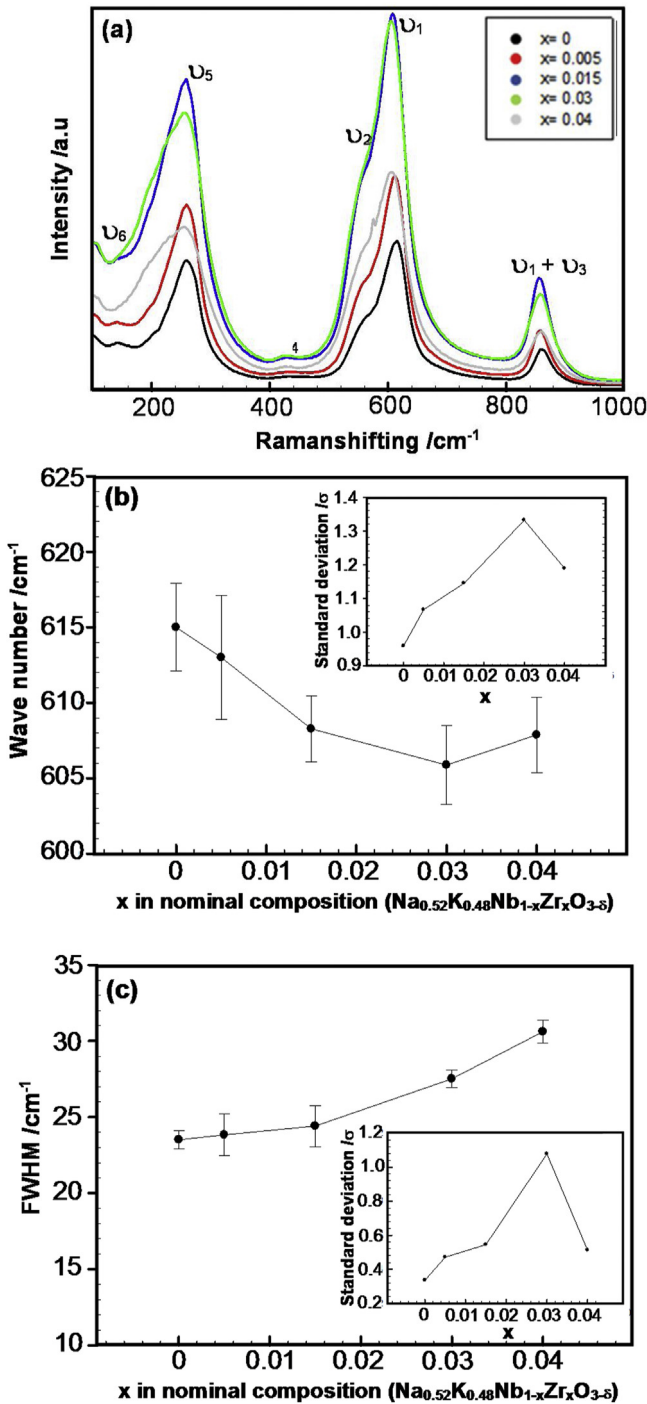 (a)
υ₁
x= 0
x= 0.005
x= 0.015
x= 0.03
x= 0.04
υ₅
υ₂
υ₆
υ₁ + υ₃
4
Intensity /a.u
200 400 600 800 1000
Ramanshifting /cm⁻¹
(b)
625
620
615
610
605
600
Wave number /cm⁻¹
1.4
1.3
1.2
1.1
1.0
0.9
Standard deviation /σ
0 0.01 0.02 0.03 0.04
x
0 0.01 0.02 0.03 0.04
x in nominal composition (Na₀.₅₂K₀.₄₈Nb₁₋ₓZrₓO₃₋δ)
(c)
35
30
25
20
15
10
FWHM /cm⁻¹
1.2
1.0
0.8
0.6
0.4
0.2
Standard deviation /σ
0 0.01 0.02 0.03 0.04
x
0 0.01 0.02 0.03 0.04
x in nominal composition (Na₀.₅₂K₀.₄₈Nb₁₋ₓZrₓO₃₋δ)